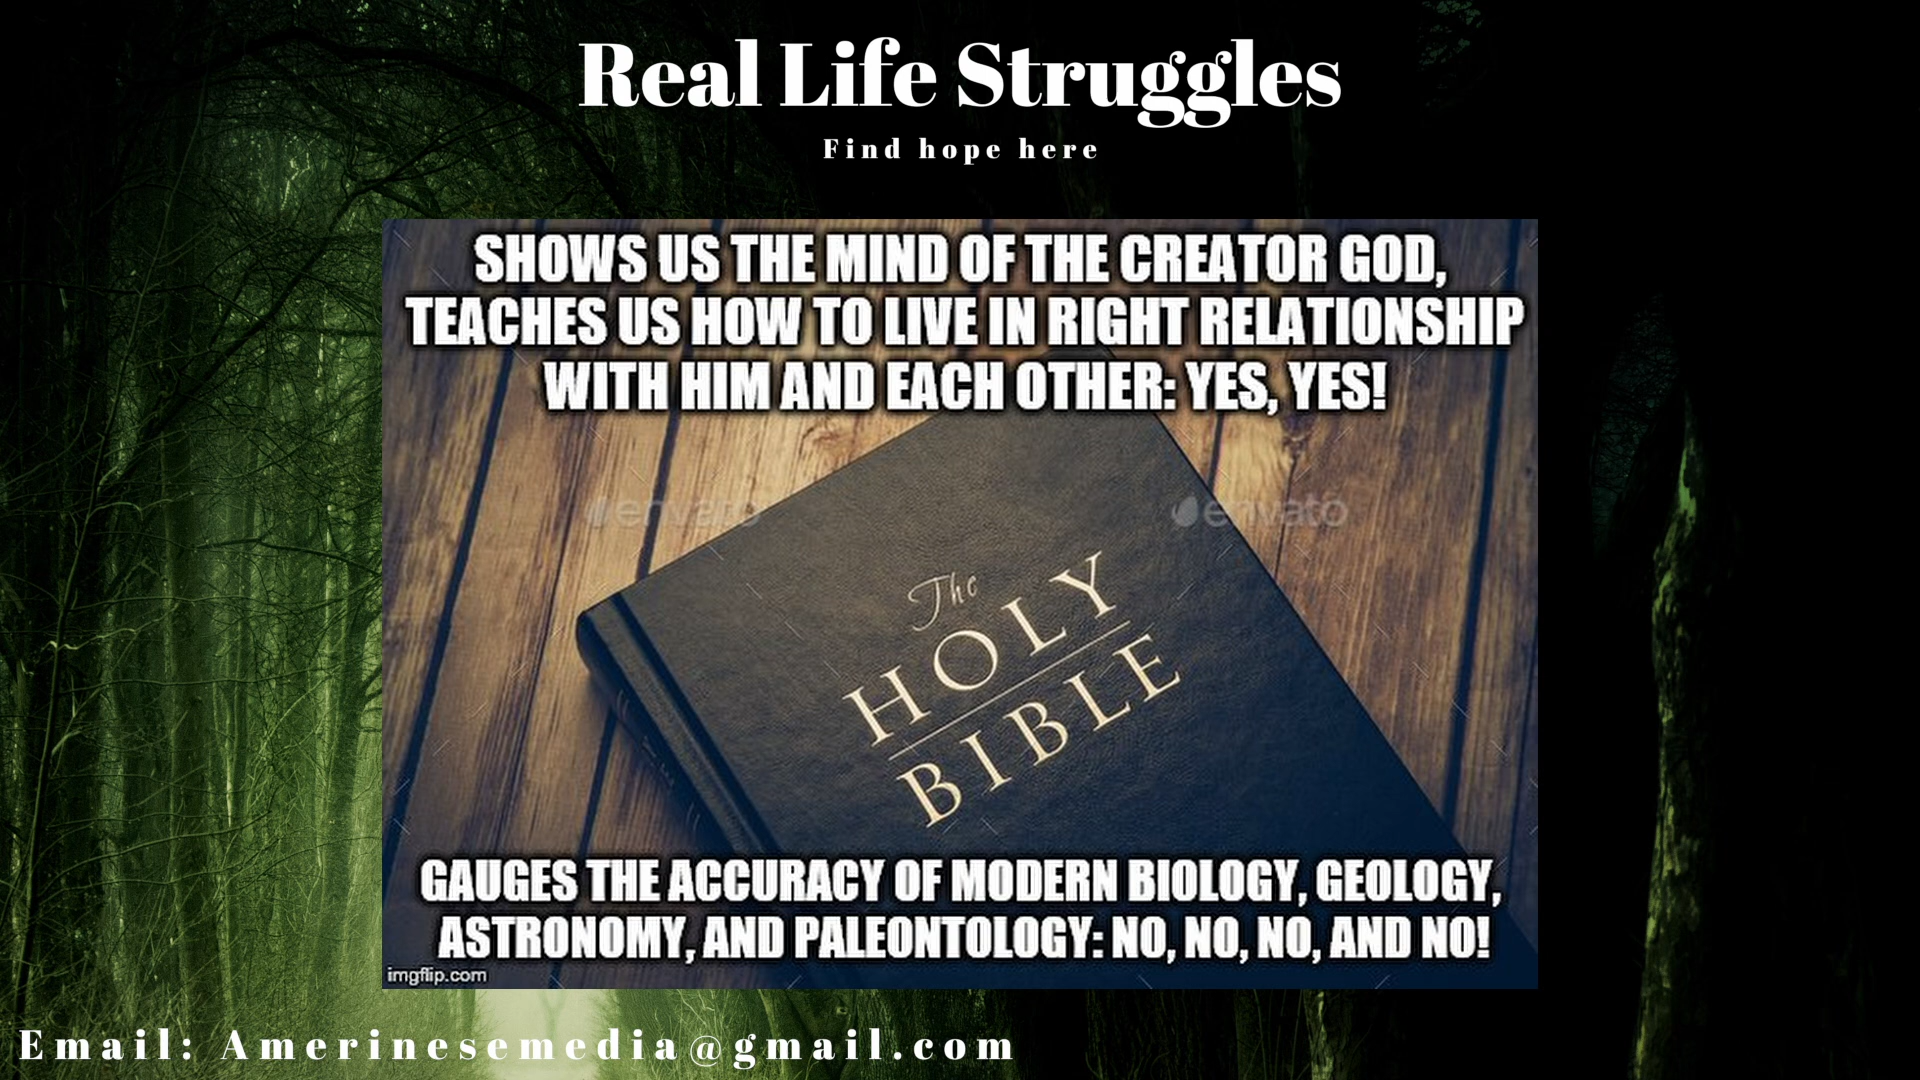 Real Life Struggles
Find hope here
SHOWS US THE MIND OF THE CREATOR GOD,
TEACHES US HOW TO LIVE IN RIGHT RELATIONSHIP
WITH HIM AND EACH OTHER: YES, YES!
envato envato
The
HOLY
BIBLE
GAUGES THE ACCURACY OF MODERN BIOLOGY, GEOLOGY,
ASTRONOMY, AND PALEONTOLOGY: NO, NO, NO, AND NO!
imgflip.com
Email: Amerinesemedia@gmail.com